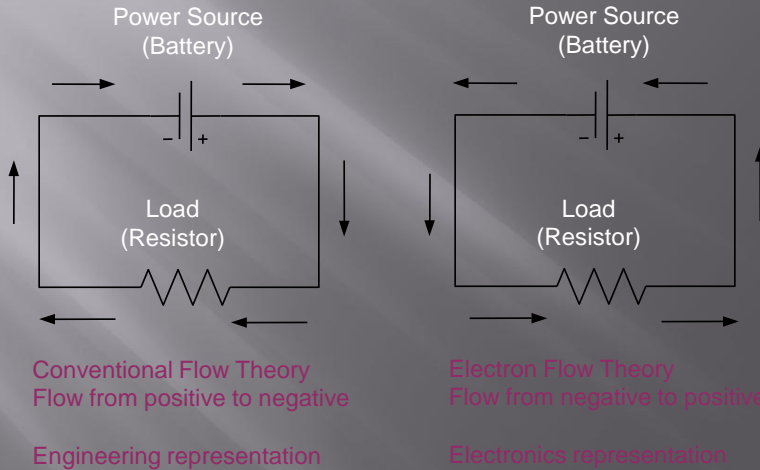 Power Source
(Battery)
– +
Load
(Resistor)
Conventional Flow Theory
Flow from positive to negative
Engineering representation
Power Source
(Battery)
– +
Load
(Resistor)
Electron Flow Theory
Flow from negative to positive
Electronics representation